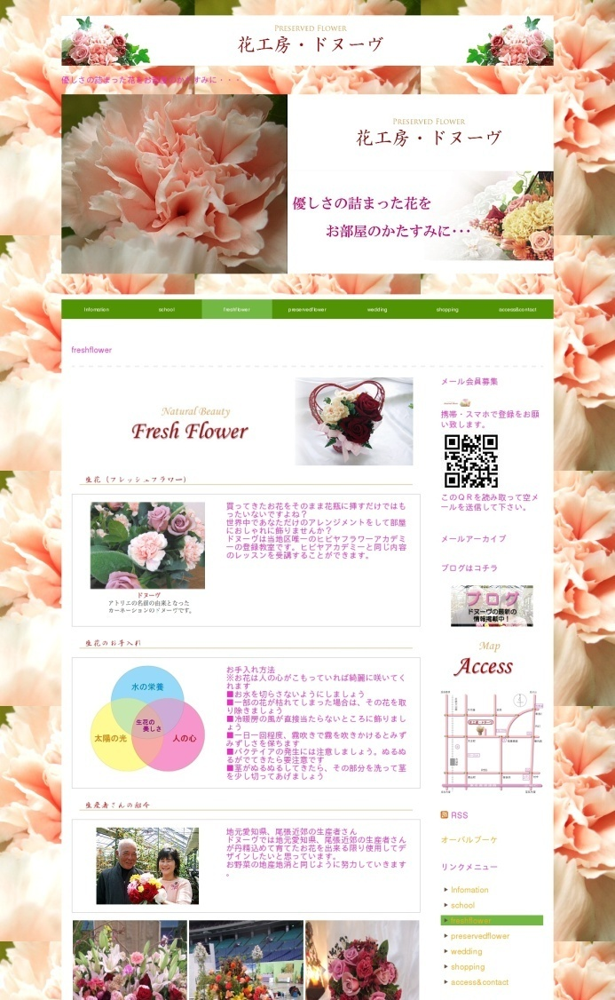 PRESERVED FLOWER
花工房・ドヌーヴ
優しさの詰まった花をお部屋のかたすみに・・・
PRESERVED FLOWER
花工房・ドヌーヴ
優しさの詰まった花を
お部屋のかたすみに･･･
Infomation
school
freshflower
preservedflower
wedding
shopping
access&contact
freshflower
Natural Beauty
Fresh Flower
生花（フレッシュフラワー）
ドヌーヴ
アトリエの名前の由来となった
カーネーションのドヌーヴです。
買ってきたお花をそのまま花瓶に挿すだけではも
ったいないですよね？
世界中であなただけのアレンジメントをして部屋
におしゃれに飾りませんか？
ドヌーヴは当地区唯一のヒビヤフラワーアカデミ
ーの登録教室です。ヒビヤアカデミーと同じ内容
のレッスンを受講することができます。
生花のお手入れ
水の栄養
生花の
美しさ
太陽の光
人の心
お手入れ方法
※お花は人の心がこもっていれば綺麗に咲いてく
れます
■お水を切らさないようにしましょう
■一部の花が枯れてしまった場合は、その花を取
り除きましょう
■冷暖房の風が直接当たらないところに飾りまし
ょう
■一日一回程度、霧吹きで霧を吹きかけるとみず
みずしさを保ちます
■バクテイアの発生には注意しましょう。ぬるぬ
るがでてきたら要注意です
■茎がぬるぬるしてきたら、その部分を洗って茎
を少し切ってあげましょう
生産者さんの紹介
地元愛知県、尾張近郊の生産者さん
ドヌーヴでは地元愛知県、尾張近郊の生産者さん
が丹精込めて育てたお花を出来る限り使用してデ
ザインしたいと思っています。
お野菜の地産地消と同じように努力していきます
。
メール会員募集
携帯・スマホで登録をお願
い致します。
このＱＲを読み取って空メ
ールを送信して下さい。
メールアーカイブ
ブログはコチラ
ブログ
ドヌーヴの最新の
情報掲載中！
Map
Access
RSS
オーバルブーケ
リンクメニュー
Infomation
school
freshflower
preservedflower
wedding
shopping
access&contact